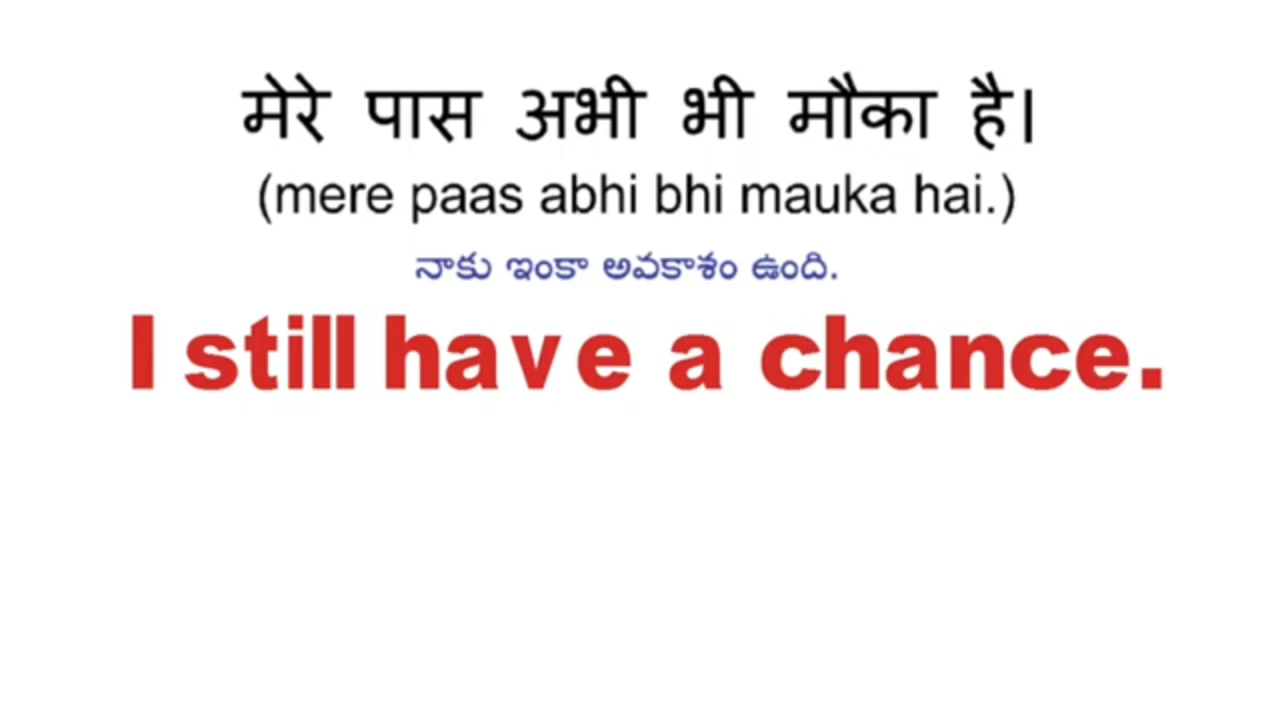 मेरे पास अभी भी मौका है।
(mere paas abhi bhi mauka hai.)
నాకు ఇంకా అవకాశం ఉంది.
I still have a chance.